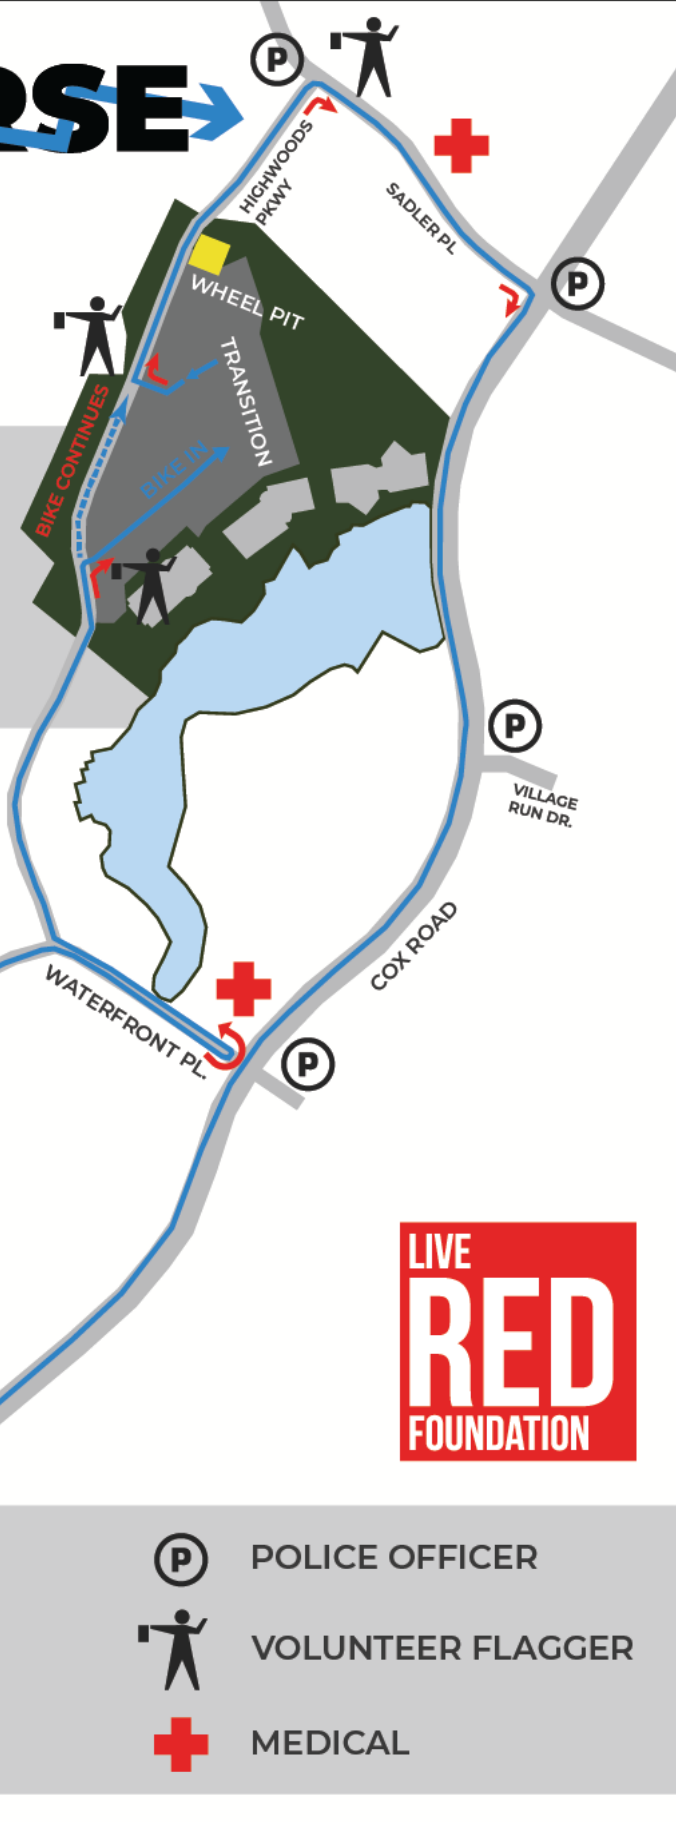 RSE
P
HIGHWOODS
PKWY
SADLER PL
P
WHEEL PIT
TRANSITION
BIKE CONTINUES
BIKE IN
P
VILLAGE
RUN DR.
COX ROAD
WATERFRONT PL.
P
LIVE
RED
FOUNDATION
P POLICE OFFICER
VOLUNTEER FLAGGER
MEDICAL